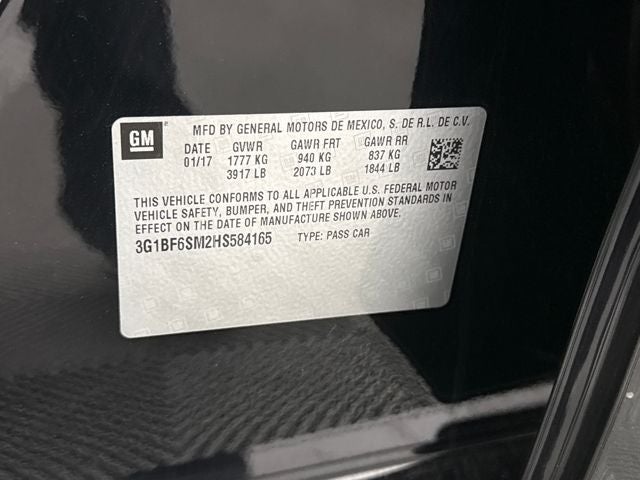 GM
MFD BY GENERAL MOTORS DE MEXICO, S. DE R.L. DE C.V.
DATE GVWR GAWR FRT GAWR RR
01/17 1777 KG 940 KG 837 KG
3917 LB 2073 LB 1844 LB
THIS VEHICLE CONFORMS TO ALL APPLICABLE U.S. FEDERAL MOTOR
VEHICLE SAFETY, BUMPER, AND THEFT PREVENTION STANDARDS IN
EFFECT ON THE DATE OF MANUFACTURE SHOWN ABOVE.
3G1BF6SM2HS584165 TYPE: PASS CAR